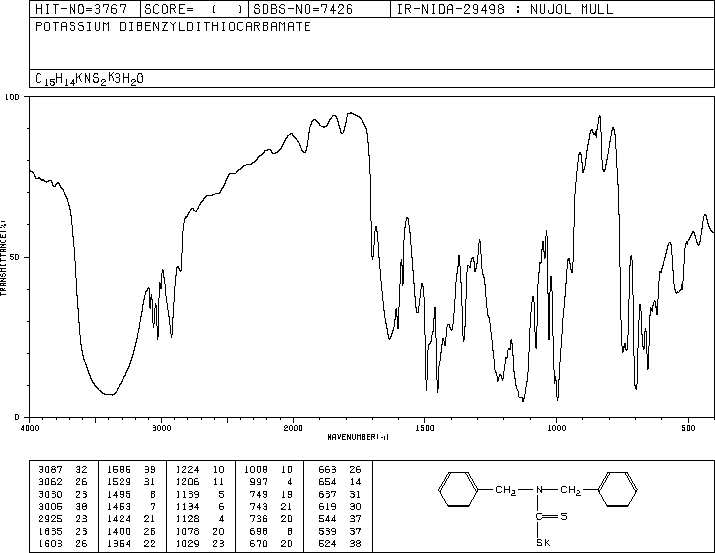 HIT-NO=3767 SCORE= ( ) SDBS-NO=7426 IR-NIDA-29498 : NUJOL MULL
POTASSIUM DIBENZYLDITHIOCARBAMATE
C15H14KNS2K3H2O
100
50
0
TRANSMITTANCE(%)
4000 3000 2000 1500 1000 500
WAVENUMBER(-1)
3087 32 1586 39 1224 10 1008 10 663 26
3062 26 1529 31 1206 11 997 4 654 14
3030 23 1495 8 1159 5 749 19 637 31
3005 38 1453 7 1134 6 743 21 619 30
2925 23 1424 21 1128 4 736 20 544 37
1635 23 1400 26 1078 20 698 8 539 37
1603 26 1354 22 1029 23 670 20 524 38
CH2 N CH2
C S
SK